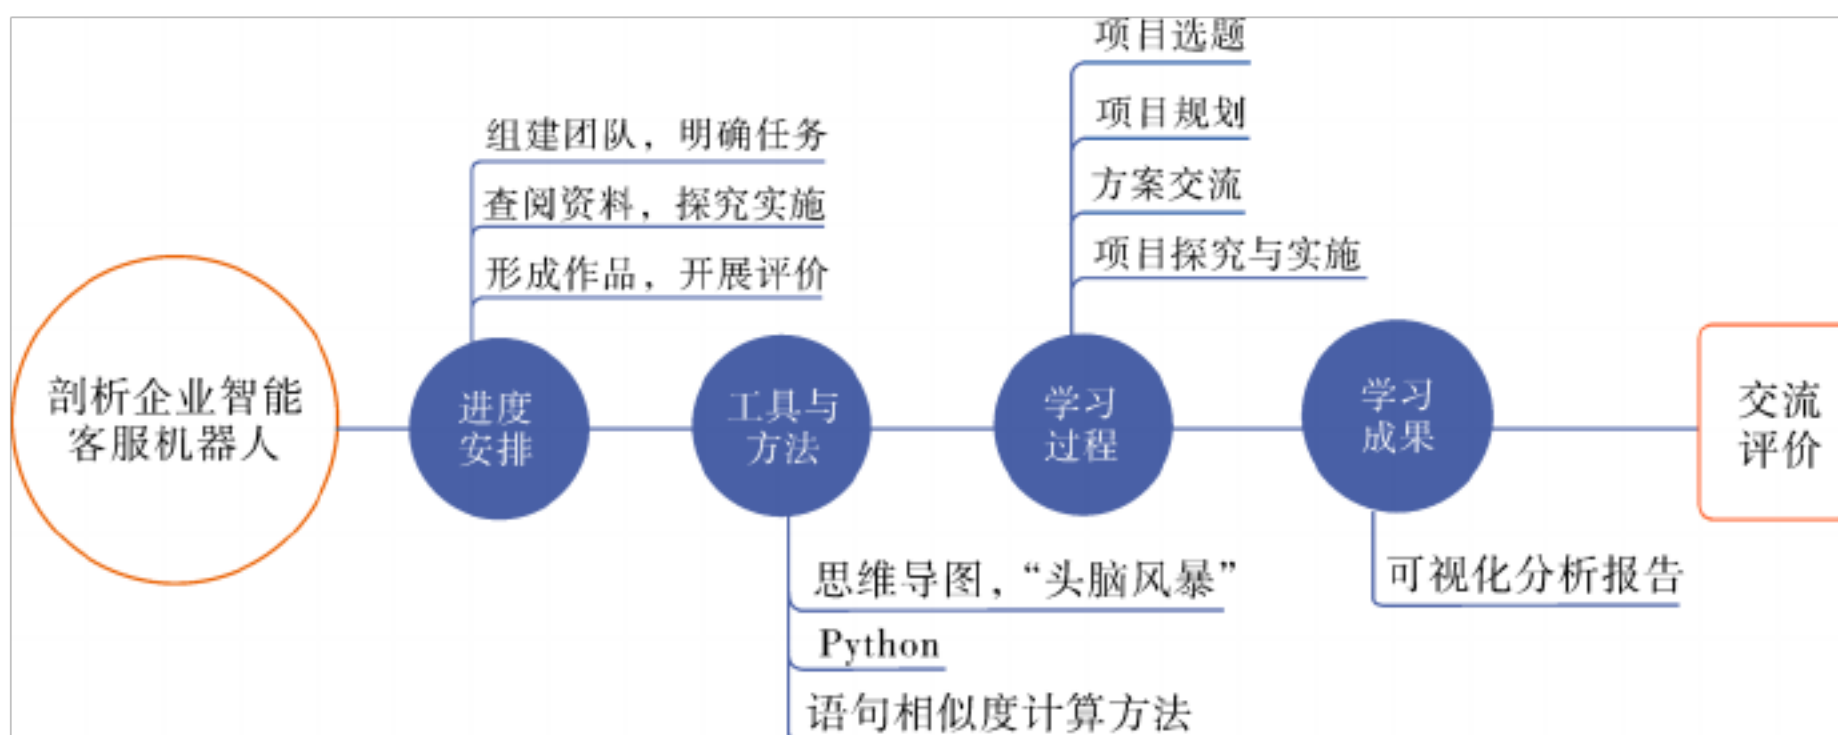 项目选题
项目规划
方案交流
项目探究与实施
组建团队，明确任务
查阅资料，探究实施
形成作品，开展评价
剖析企业智能
客服机器人
进度
安排
工具与
方法
学习
过程
学习
成果
交流
评价
思维导图，“头脑风暴”
Python
语句相似度计算方法
可视化分析报告